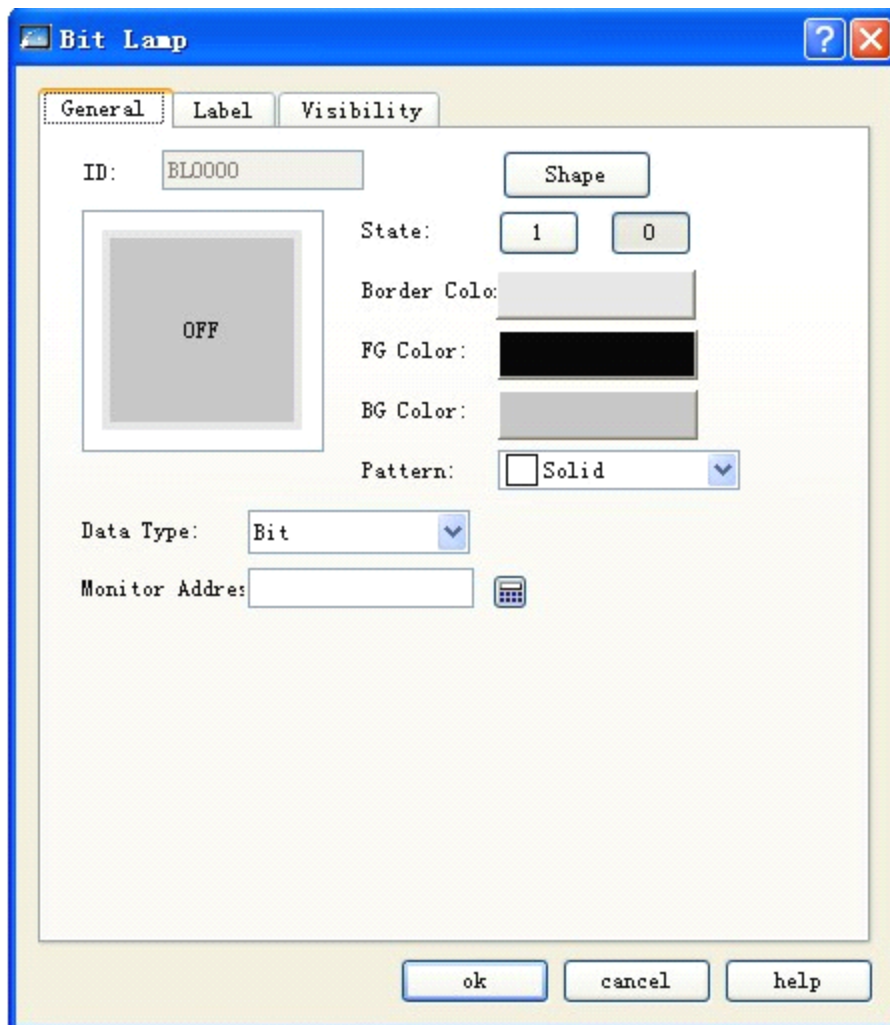 Bit Lamp
General Label Visibility
ID: BL0000 Shape
State: 1 0
OFF
Border Colo
FG Color:
BG Color:
Pattern: Solid
Data Type: Bit
Monitor Addres
ok cancel help